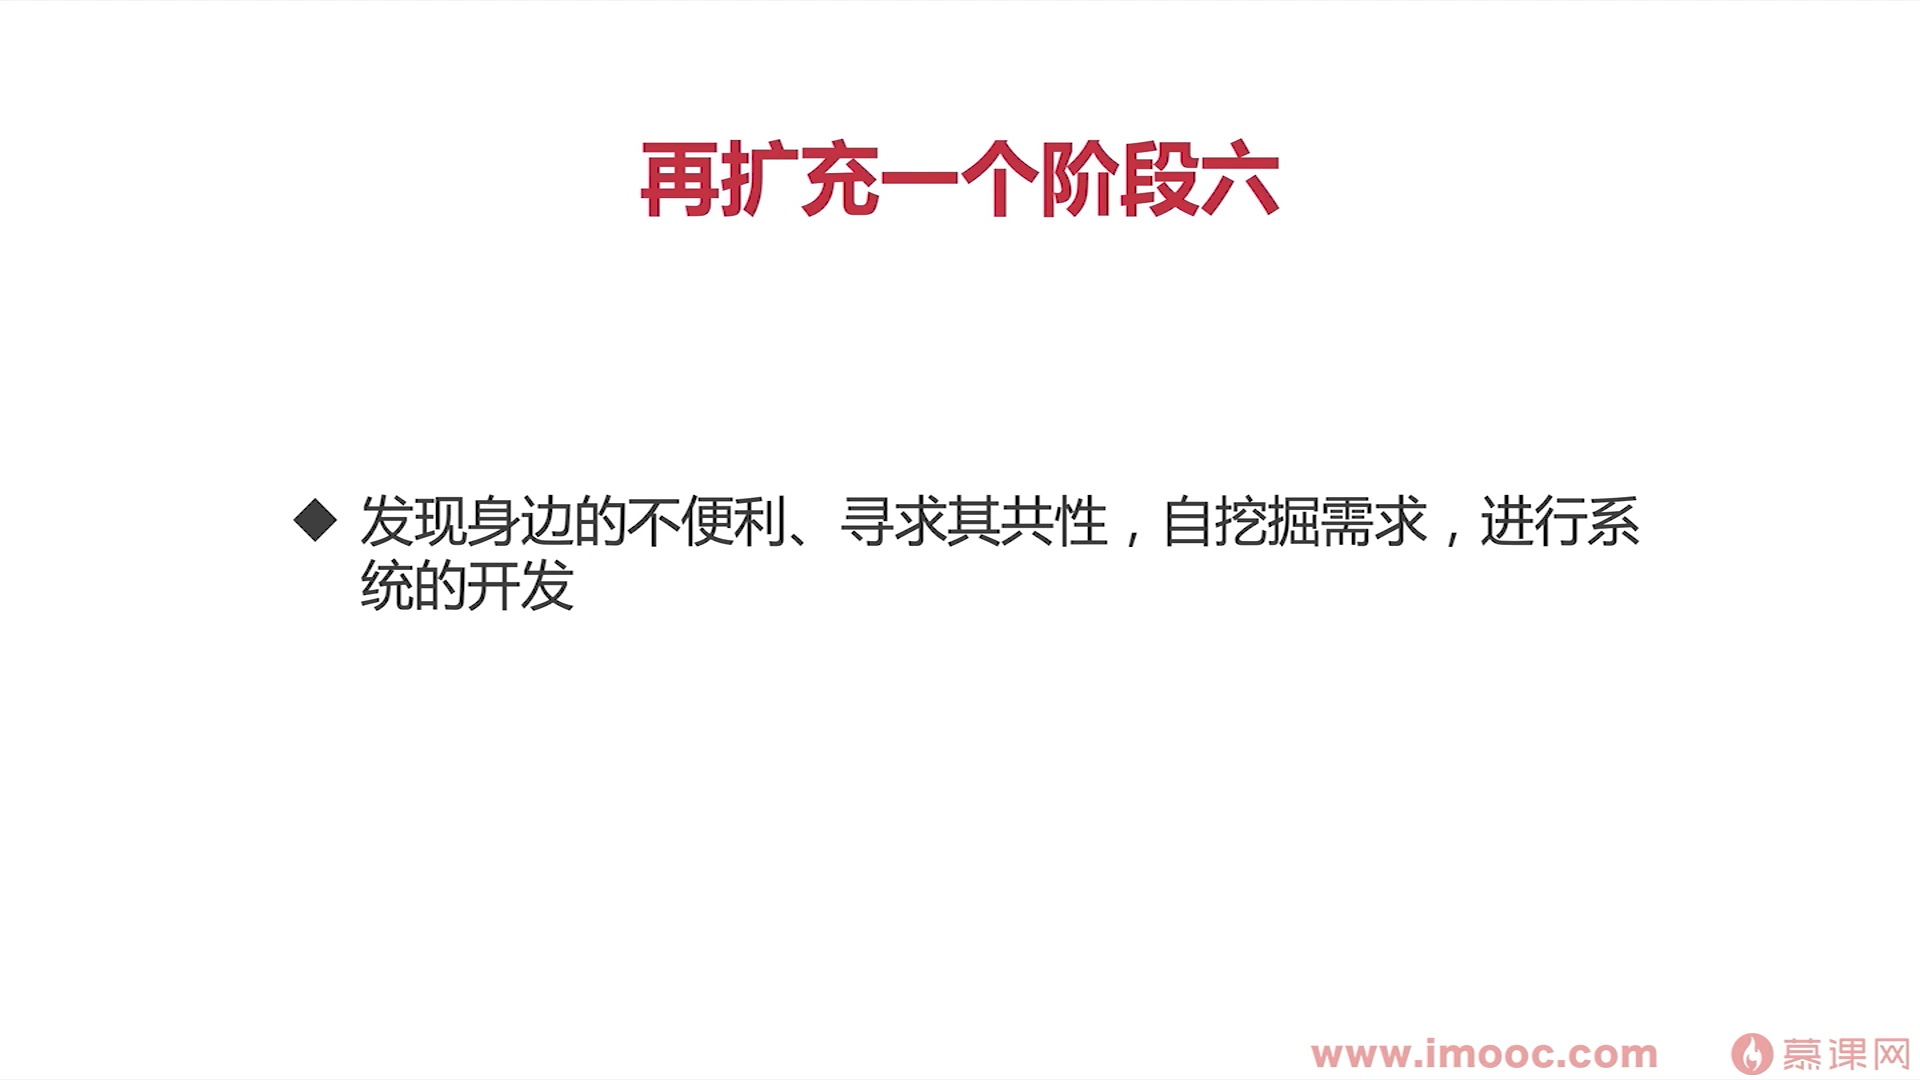 再扩充一个阶段六
◆ 发现身边的不便利、寻求其共性，自挖掘需求，进行系
统的开发
www.imooc.com 慕课网